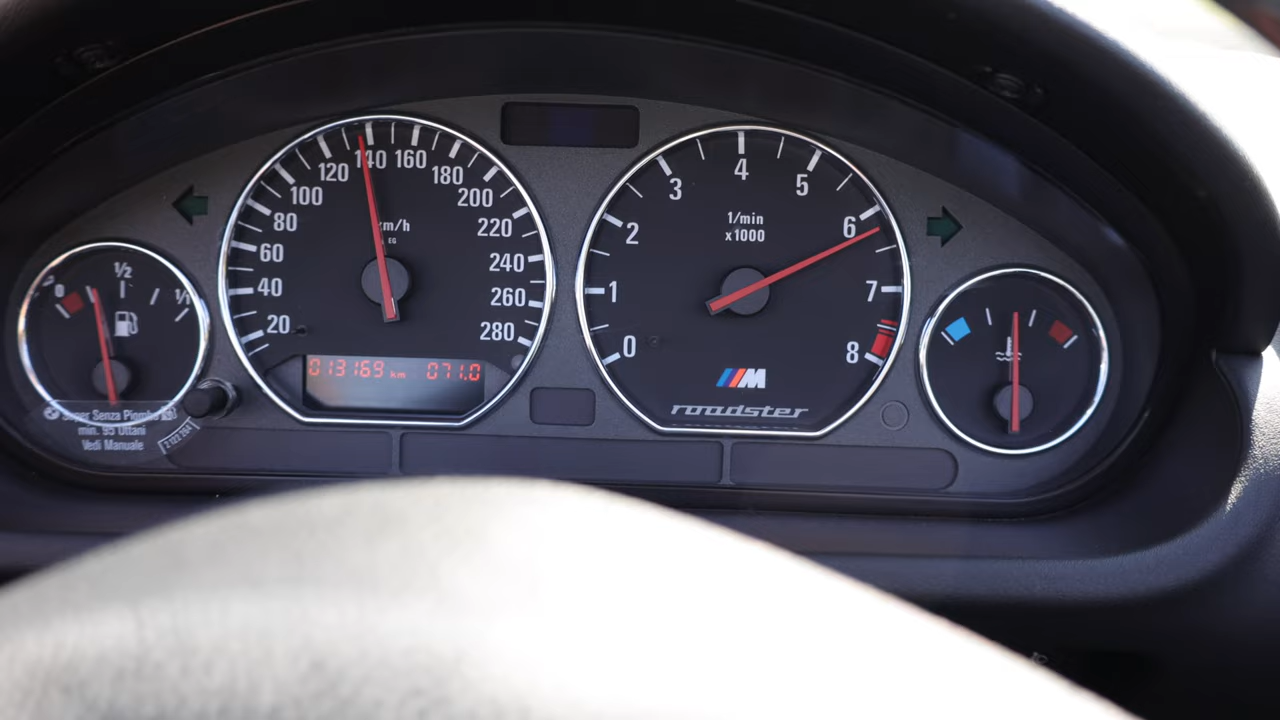 20
40
60
80
100
120
140
160
180
200
220
240
260
280
km/h
EG
013169 km 071.0
0
1
2
3
4
5
6
7
8
1/min
x1000
M
roadster
0
1/2
1/1
Super Senza Piombo
min. 95 Ottani
Vedi Manuale